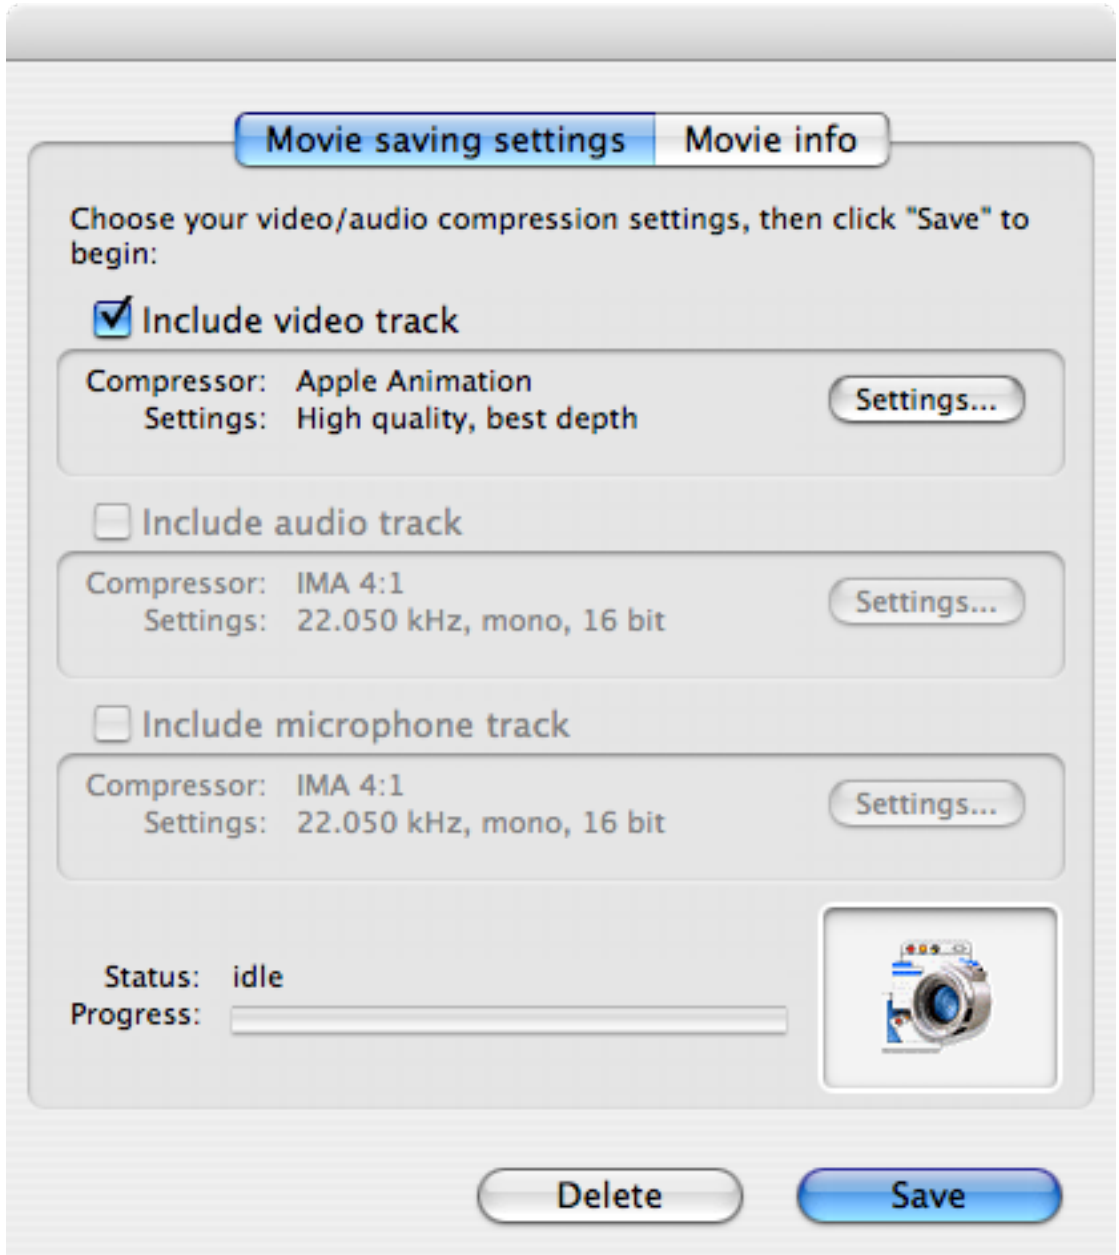 Movie saving settings Movie info
Choose your video/audio compression settings, then click "Save" to
begin:
Include video track
Compressor: Apple Animation
Settings: High quality, best depth
Settings...
Include audio track
Compressor: IMA 4:1
Settings: 22.050 kHz, mono, 16 bit
Settings...
Include microphone track
Compressor: IMA 4:1
Settings: 22.050 kHz, mono, 16 bit
Settings...
Status: idle
Progress:
Delete Save